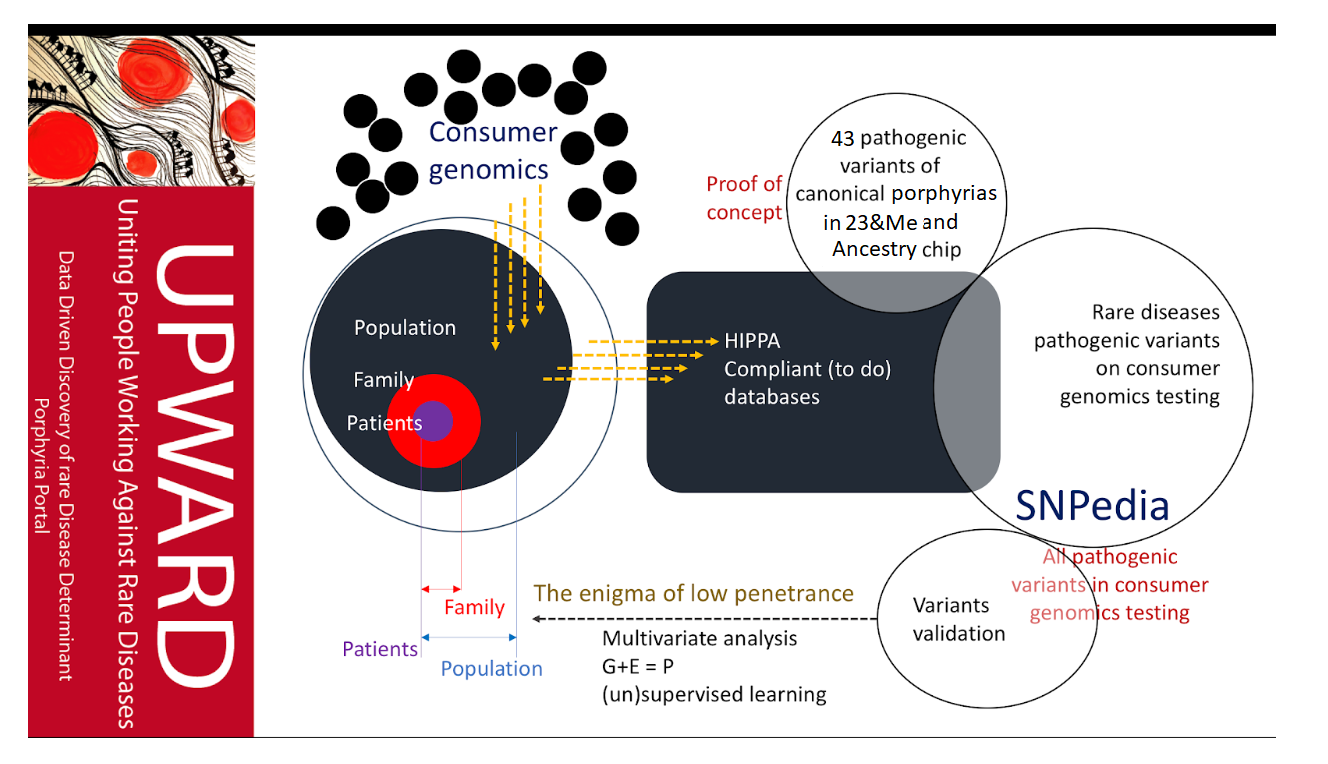 UPWARD
Uniting People Working Against Rare Diseases
Data Driven Discovery of rare Disease Determinant
Porphyria Portal
Consumer
genomics
Population
Family
Patients
HIPPA
Compliant (to do)
databases
Proof of
concept
43 pathogenic
variants of
canonical porphyrias
in 23&Me and
Ancestry chip
Rare diseases
pathogenic variants
on consumer
genomics testing
SNPedia
All pathogenic
variants in consumer
genomics testing
Variants
validation
The enigma of low penetrance
Multivariate analysis
G+E = P
(un)supervised learning
Family
Patients
Population